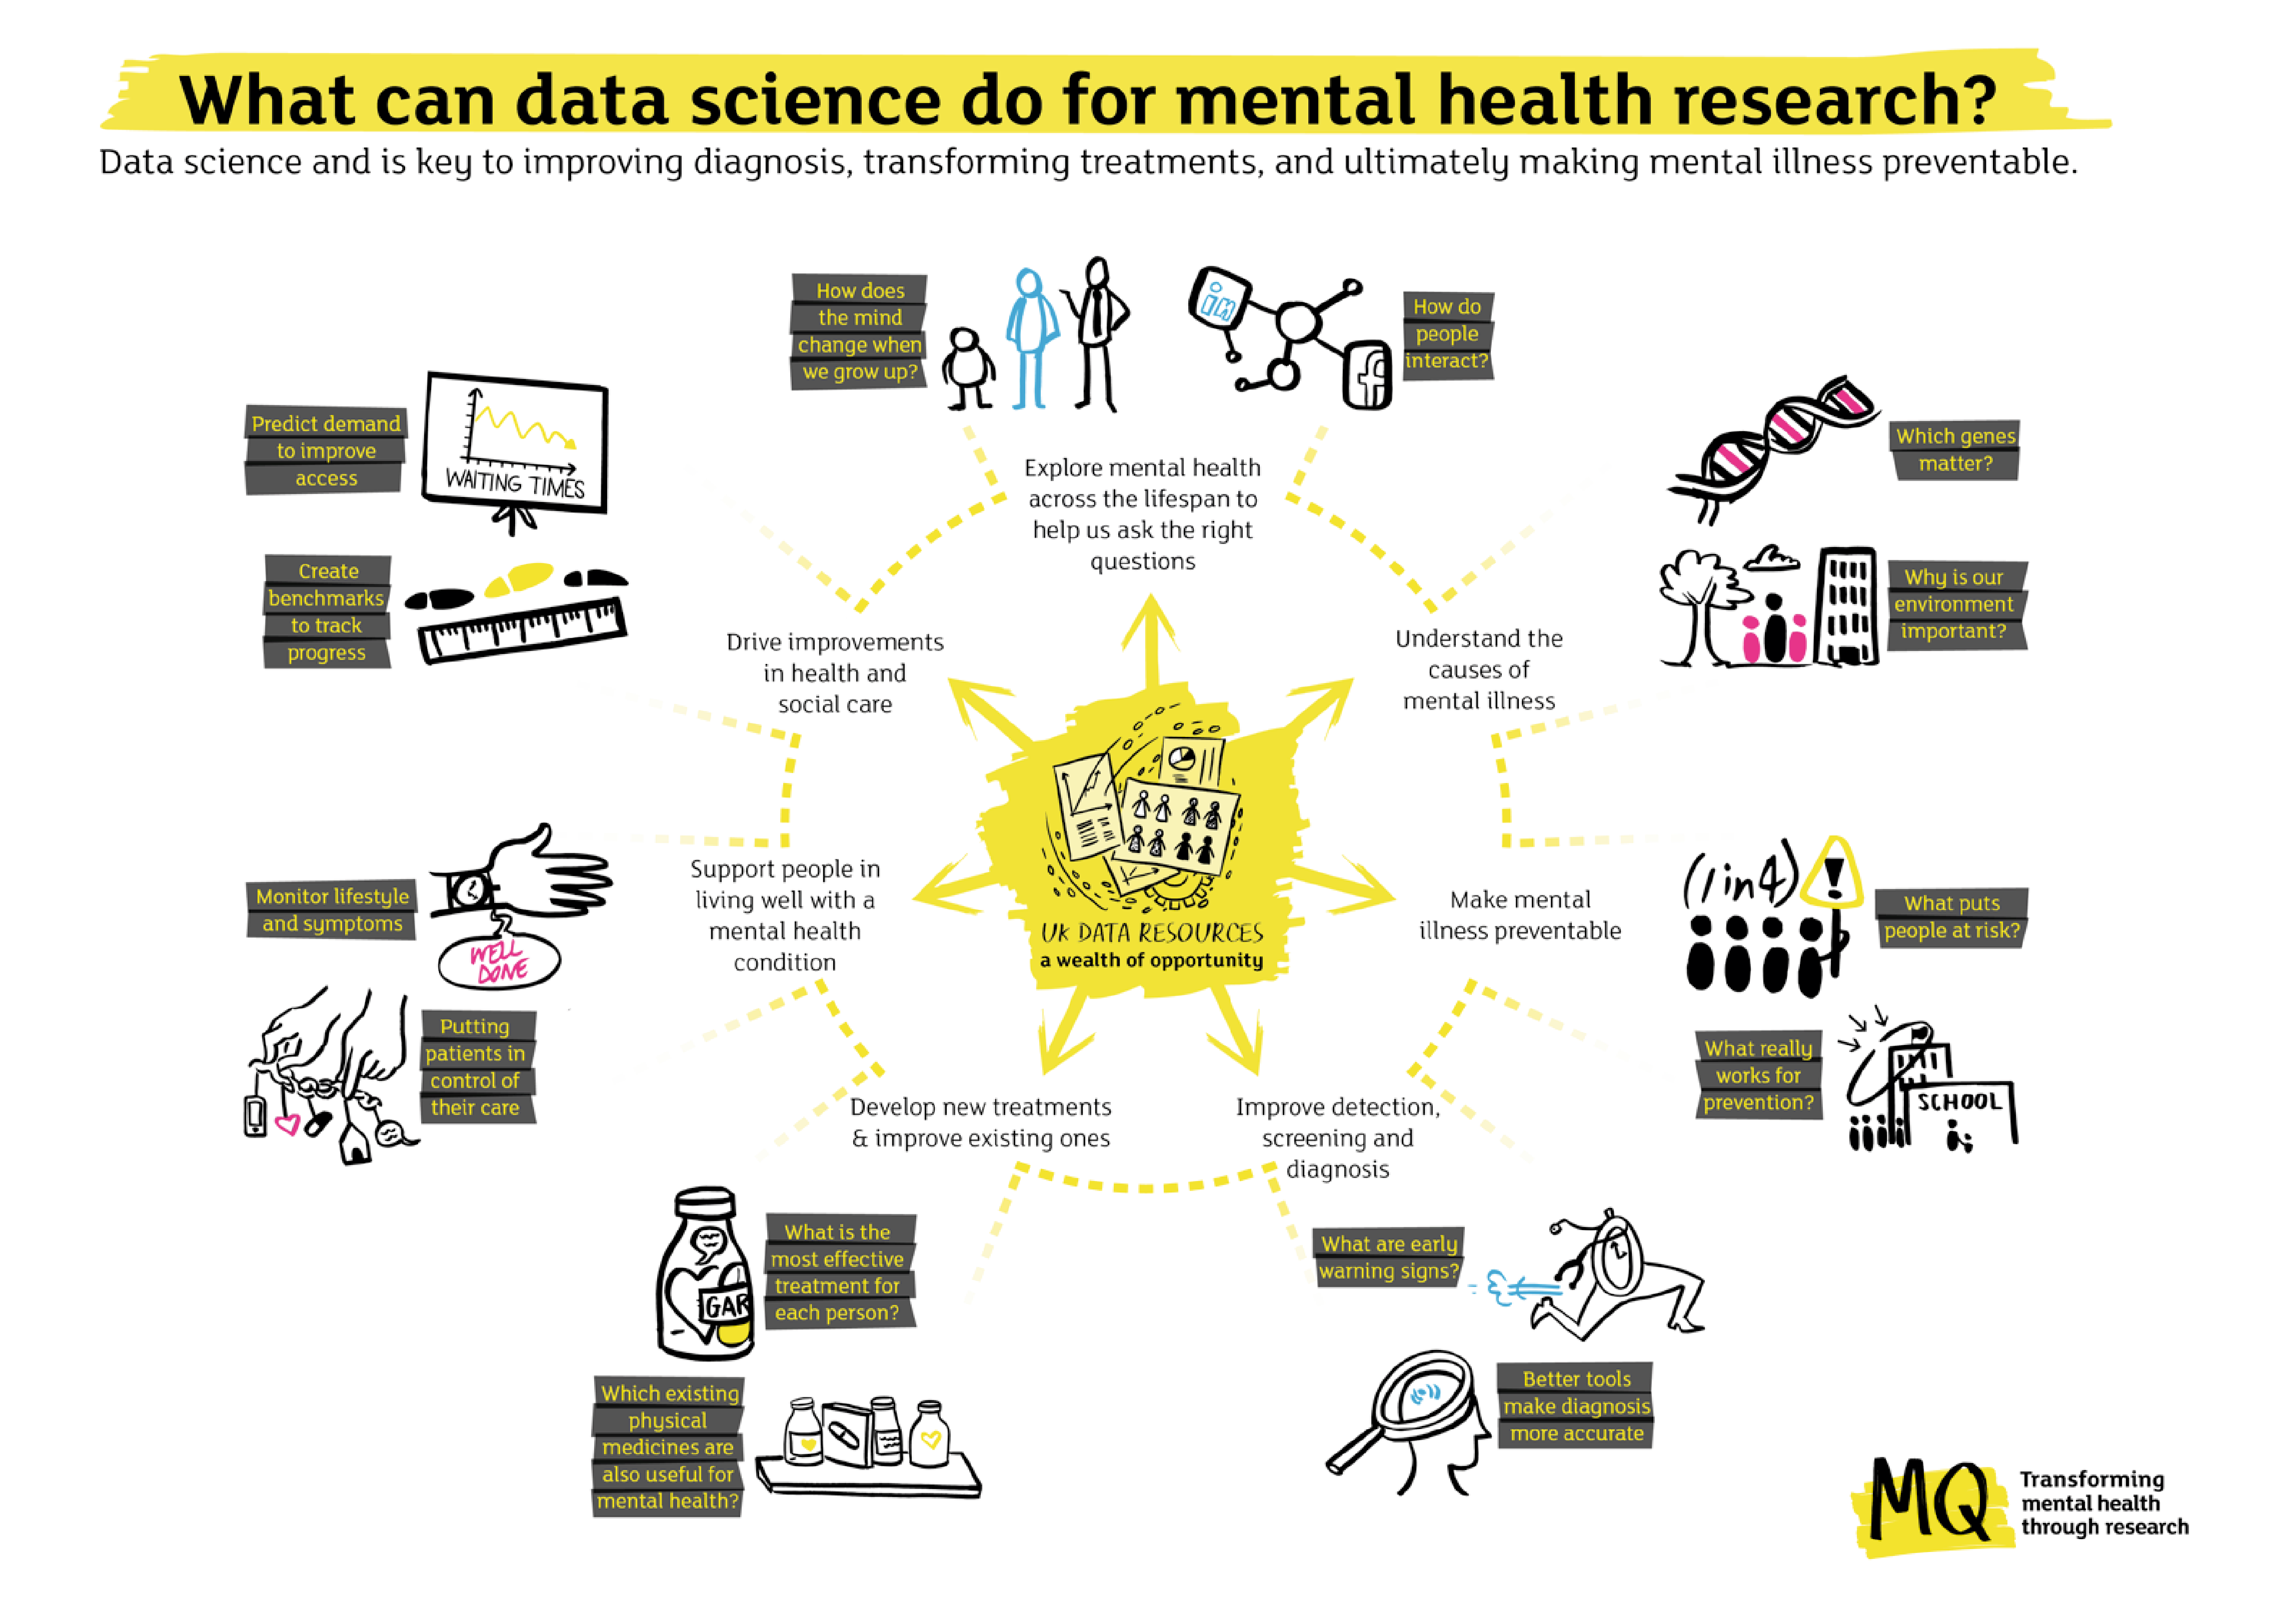 What can data science do for mental health research?
Data science and is key to improving diagnosis, transforming treatments, and ultimately making mental illness preventable.
How does
the mind
change when
we grow up?
in
f
How do
people
interact?
Explore mental health
across the lifespan to
help us ask the right
questions
Predict demand
to improve
access
WAITING TIMES
Create
benchmarks
to track
progress
Drive improvements
in health and
social care
Which genes
matter?
Why is our
environment
important?
Understand the
causes of
mental illness
UK DATA RESOURCES
a wealth of opportunity
Monitor lifestyle
and symptoms
WELL
DONE
Putting
patients in
control of
their care
Support people in
living well with a
mental health
condition
Make mental
illness preventable
(1 in 4)
!
What puts
people at risk?
What really
works for
prevention?
SCHOOL
Develop new treatments
& improve existing ones
What is the
most effective
treatment for
each person?
GAR
Which existing
physical
medicines are
also useful for
mental health?
Improve detection,
screening and
diagnosis
What are early
warning signs?
Better tools
make diagnosis
more accurate
MQ
Transforming
mental health
through research